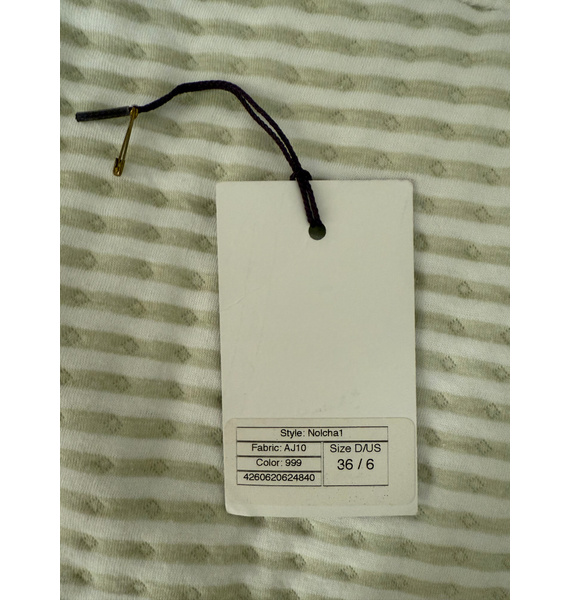 Style: Nolcha1
Fabric: AJ10
Color: 999
4260620624840
Size D/US
36 / 6